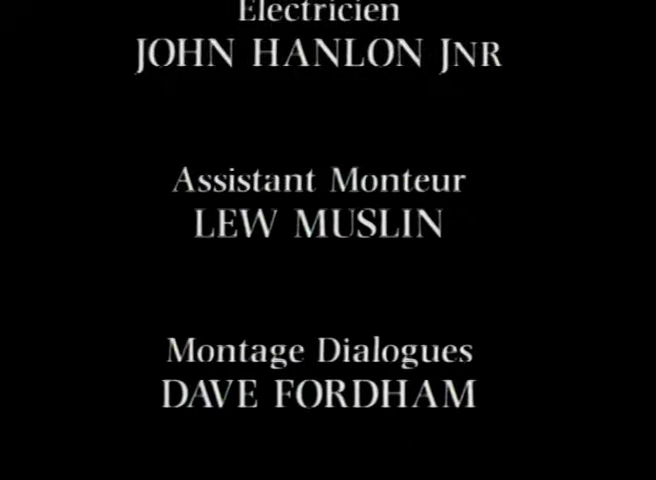 Electricien
JOHN HANLON JNR
Assistant Monteur
LEW MUSLIN
Montage Dialogues
DAVE FORDHAM